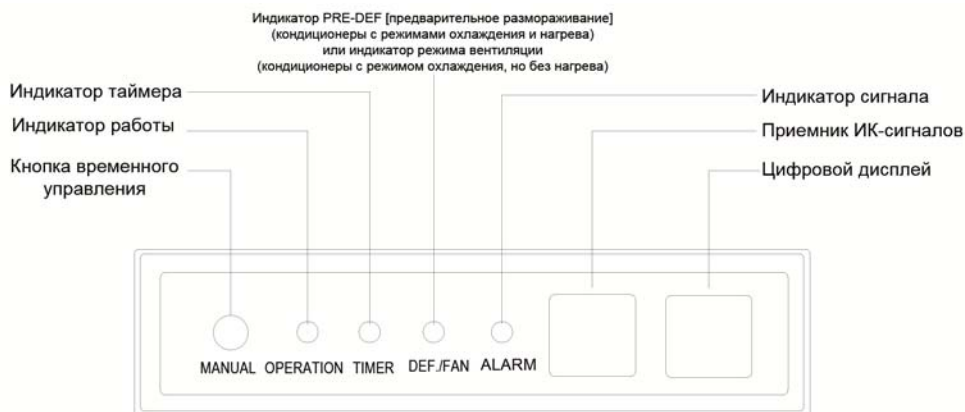 Индикатор PRE-DEF [предварительное размораживание]
(кондиционеры с режимами охлаждения и нагрева)
или индикатор режима вентиляции
(кондиционеры с режимом охлаждения, но без нагрева)
Индикатор таймера
Индикатор работы
Кнопка временного
управления
Индикатор сигнала
Приемник ИК-сигналов
Цифровой дисплей
MANUAL OPERATION TIMER DEF./FAN ALARM